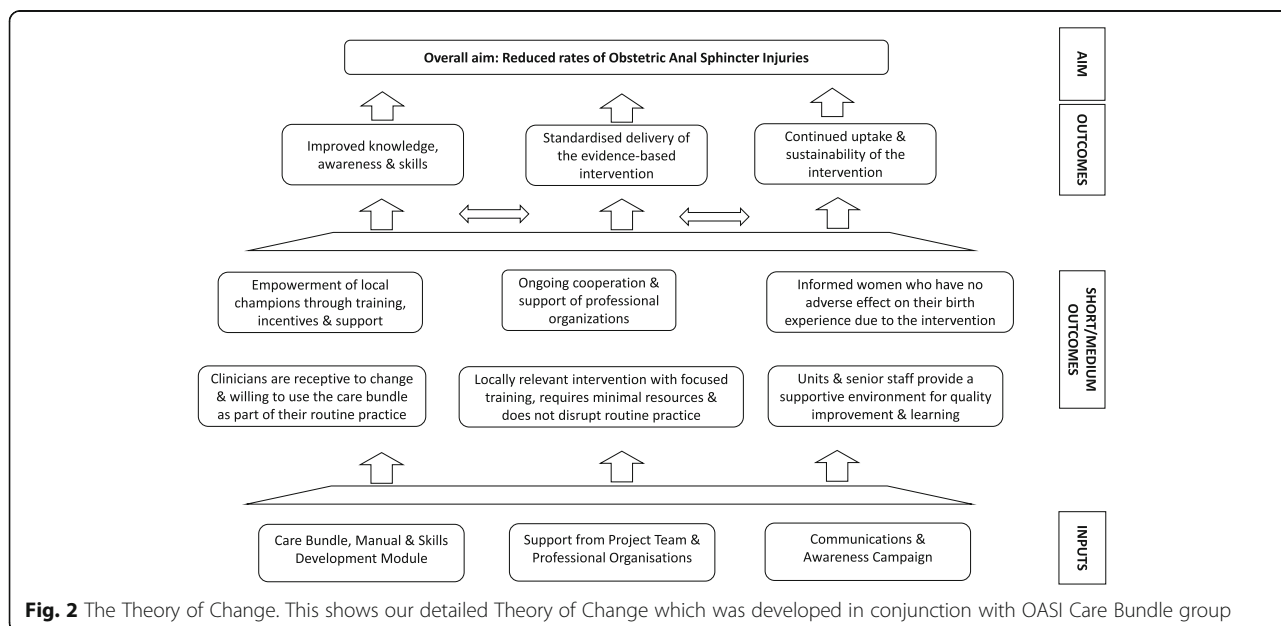 Overall aim: Reduced rates of Obstetric Anal Sphincter Injuries
AIM
Improved knowledge,
awareness & skills
Standardised delivery of
the evidence-based
intervention
Continued uptake &
sustainability of the
intervention
OUTCOMES
Empowerment of local
champions through training,
incentives & support
Ongoing cooperation &
support of professional
organizations
Informed women who have no
adverse effect on their birth
experience due to the intervention
SHORT/MEDIUM
OUTCOMES
Clinicians are receptive to change
& willing to use the care bundle
as part of their routine practice
Locally relevant intervention with focused
training, requires minimal resources &
does not disrupt routine practice
Units & senior staff provide a
supportive environment for quality
improvement & learning
Care Bundle, Manual & Skills
Development Module
Support from Project Team &
Professional Organisations
Communications &
Awareness Campaign
INPUTS
Fig. 2 The Theory of Change. This shows our detailed Theory of Change which was developed in conjunction with OASI Care Bundle group